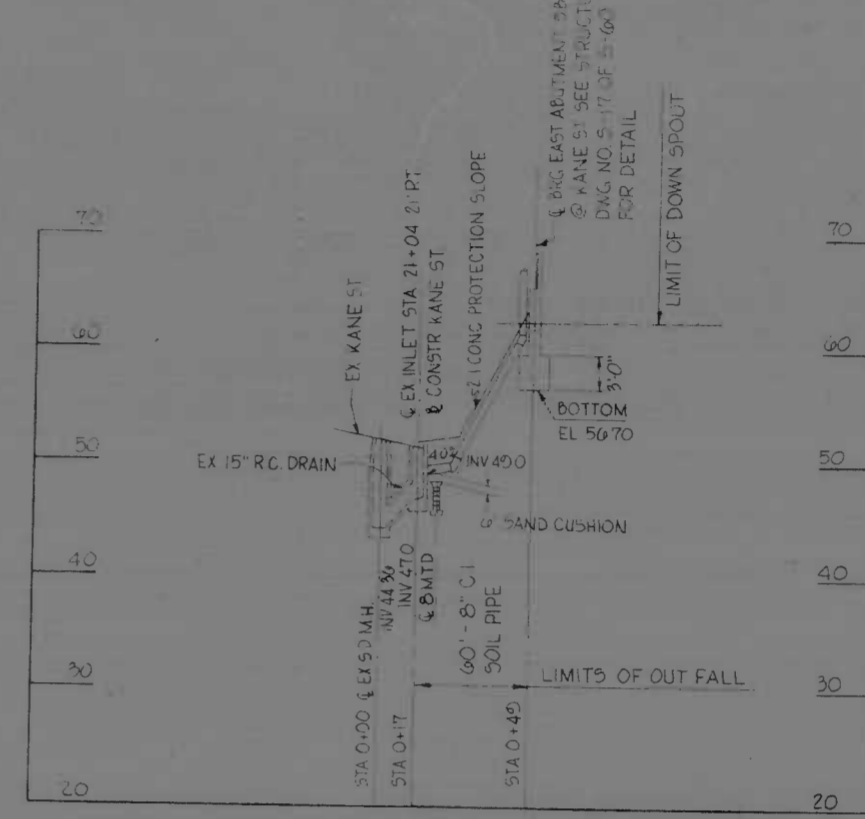 70
60
50
40
30
20
EX KANE ST
EX 15" R.C. DRAIN
℄ EX INLET STA 21+04 21' RT
℄ CONSTR KANE ST.
2:1 CONC PROTECTION SLOPE
℄ BRG EAST ABUTMENT
@ KANE ST SEE
DWG NO. S-17 OF S-60
FOR DETAIL
LIMIT OF DOWN SPOUT
3'-0"
BOTTOM
EL 56.70
INV 49.0
6" SAND CUSHION
STA 0+00 ℄ EX S.D.M.H.
INV 44.36
STA 0+17
INV 47.0
℄ 8 MTD
60' - 8" C.I.
SOIL PIPE
STA 0+49
LIMITS OF OUT FALL
70
60
50
40
30
20